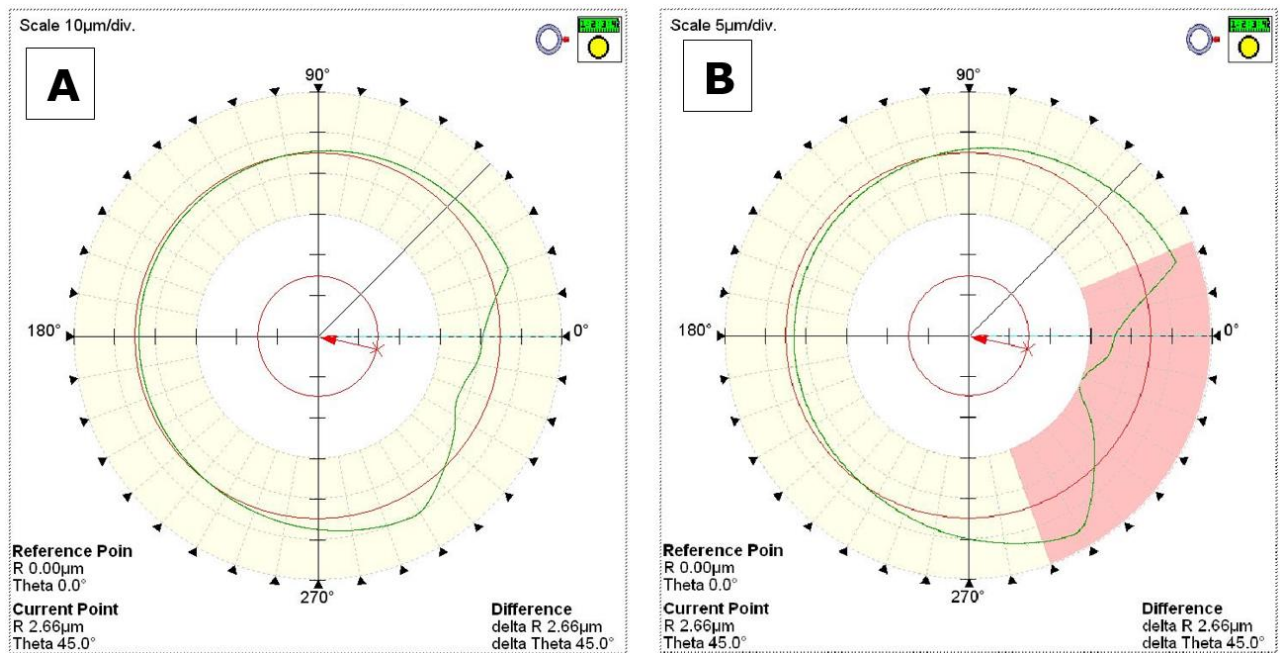 Scale 10µm/div.
A
90°
180°
0°
270°
Reference Poin
R 0.00µm
Theta 0.0°
Current Point
R 2.66µm
Theta 45.0°
Difference
delta R 2.66µm
delta Theta 45.0°
Scale 5µm/div.
B
90°
180°
0°
270°
Reference Poin
R 0.00µm
Theta 0.0°
Current Point
R 2.66µm
Theta 45.0°
Difference
delta R 2.66µm
delta Theta 45.0°